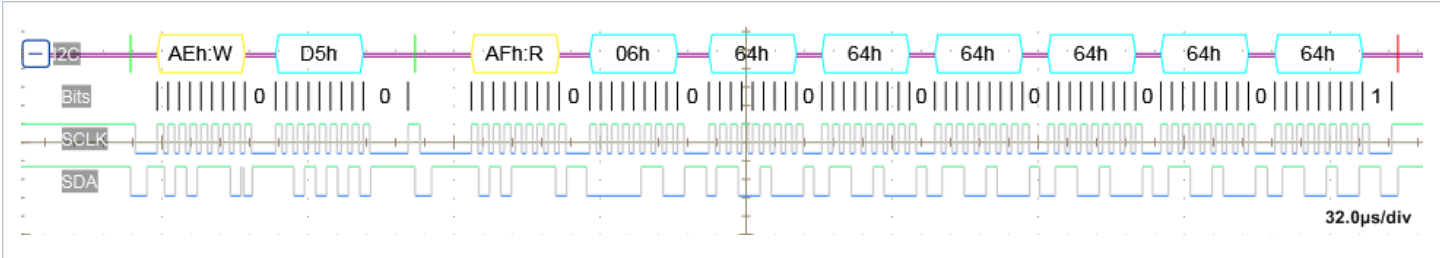 I2C AEh:W D5h AFh:R 06h 64h 64h 64h 64h 64h 64h
Bits 0 0 0 0 0 0 0 0 0 1
SCLK
SDA
32.0µs/div